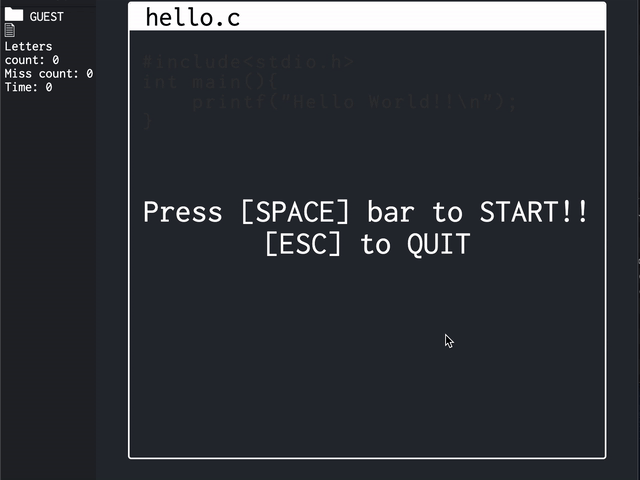 GUEST
Letters
count: 0
Miss count: 0
Time: 0
hello.c
#include<stdio.h>
int main(){
    printf("Hello World!!\n");
}
Press [SPACE] bar to START!!
[ESC] to QUIT